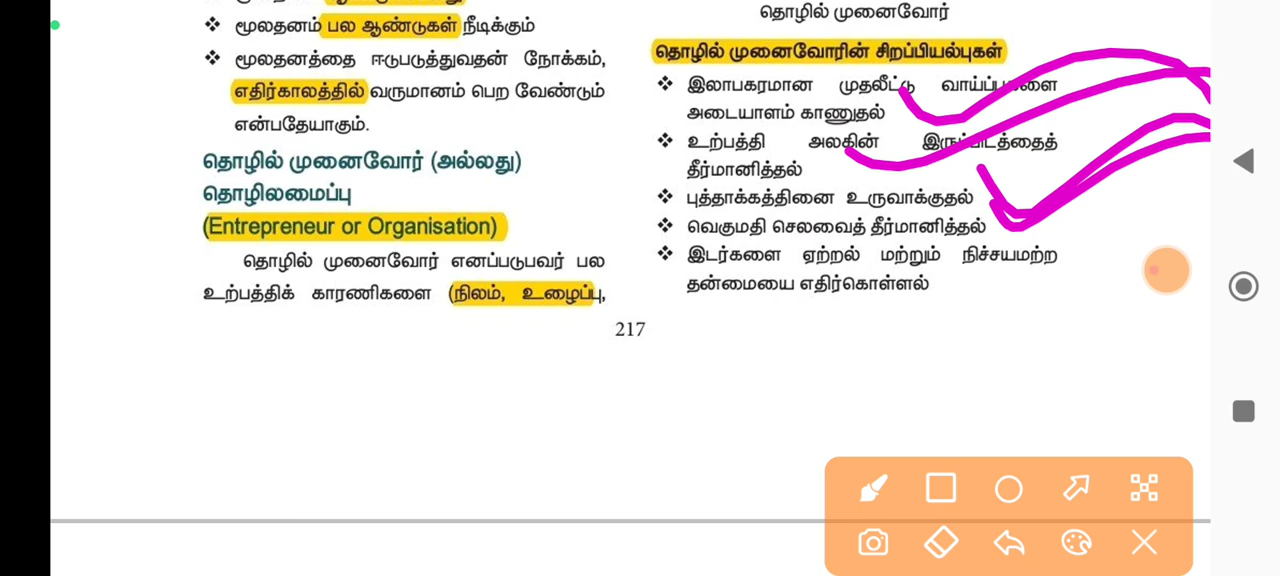 ❖ மூலதனம் பல ஆண்டுகள் நீடிக்கும்
❖ மூலதனத்தை ஈடுபடுத்துவதன் நோக்கம்,
எதிர்காலத்தில் வருமானம் பெற வேண்டும்
என்பதேயாகும்.
தொழில் முனைவோர் (அல்லது)
தொழிலமைப்பு
(Entrepreneur or Organisation)
தொழில் முனைவோர் எனப்படுபவர் பல
உற்பத்திக் காரணிகளை (நிலம், உழைப்பு,
தொழில் முனைவோர்
தொழில் முனைவோரின் சிறப்பியல்புகள்
❖ இலாபகரமான முதலீட்டு வாய்ப்புகளை
அடையாளம் காணுதல்
❖ உற்பத்தி அலகின் இருப்பிடத்தைத்
தீர்மானித்தல்
❖ புத்தாக்கத்தினை உருவாக்குதல்
❖ வெகுமதி செலவைத் தீர்மானித்தல்
❖ இடர்களை ஏற்றல் மற்றும் நிச்சயமற்ற
தன்மையை எதிர்கொள்ளல்
217